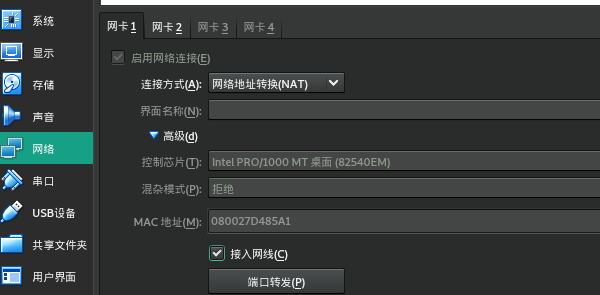 系统
显示
存储
声音
网络
串口
USB设备
共享文件夹
用户界面
网卡 1 网卡 2 网卡 3 网卡 4
启用网络连接(E)
连接方式(A): 网络地址转换(NAT)
界面名称(N):
高级(d)
控制芯片(T): Intel PRO/1000 MT 桌面 (82540EM)
混杂模式(P): 拒绝
MAC 地址(M): 080027D485A1
接入网线(C)
端口转发(P)